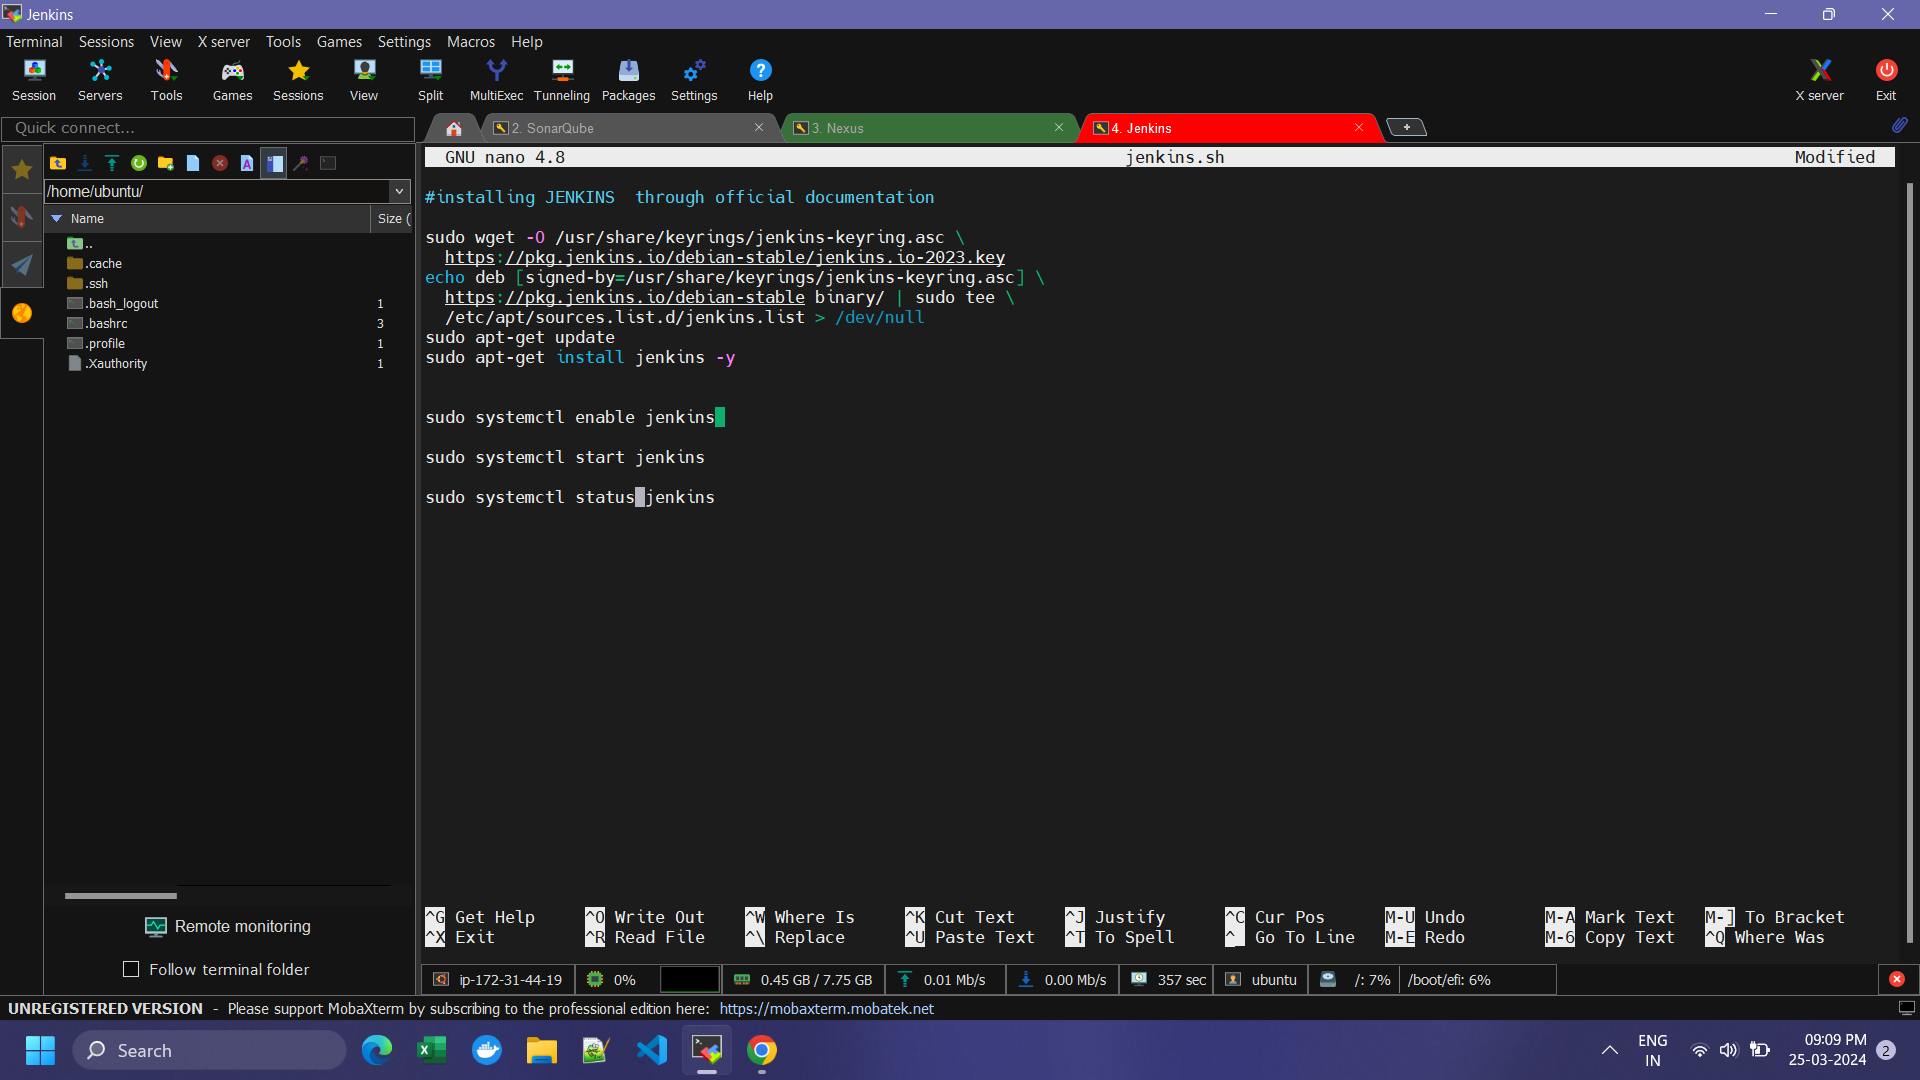 Jenkins
Terminal Sessions View X server Tools Games Settings Macros Help
Session Servers Tools Games Sessions View Split MultiExec Tunneling Packages Settings Help X server Exit
Quick connect...
2. SonarQube
3. Nexus
4. Jenkins
/home/ubuntu/
Name Size (
..
.cache
.ssh
.bash_logout 1
.bashrc 3
.profile 1
.Xauthority 1
GNU nano 4.8 jenkins.sh Modified
#installing JENKINS  through official documentation
sudo wget -O /usr/share/keyrings/jenkins-keyring.asc \
  https://pkg.jenkins.io/debian-stable/jenkins.io-2023.key
echo deb [signed-by=/usr/share/keyrings/jenkins-keyring.asc] \
  https://pkg.jenkins.io/debian-stable binary/ | sudo tee \
  /etc/apt/sources.list.d/jenkins.list > /dev/null
sudo apt-get update
sudo apt-get install jenkins -y
sudo systemctl enable jenkins
sudo systemctl start jenkins
sudo systemctl status jenkins
^G Get Help ^O Write Out ^W Where Is ^K Cut Text ^J Justify ^C Cur Pos M-U Undo M-A Mark Text M-] To Bracket
^X Exit ^R Read File ^\ Replace ^U Paste Text ^T To Spell ^_ Go To Line M-E Redo M-6 Copy Text ^Q Where Was
Remote monitoring
Follow terminal folder
ip-172-31-44-19 0% 0.45 GB / 7.75 GB 0.01 Mb/s 0.00 Mb/s 357 sec ubuntu /: 7% /boot/efi: 6%
UNREGISTERED VERSION - Please support MobaXterm by subscribing to the professional edition here: https://mobaxterm.mobatek.net
Search
ENG
IN
09:09 PM
25-03-2024
2